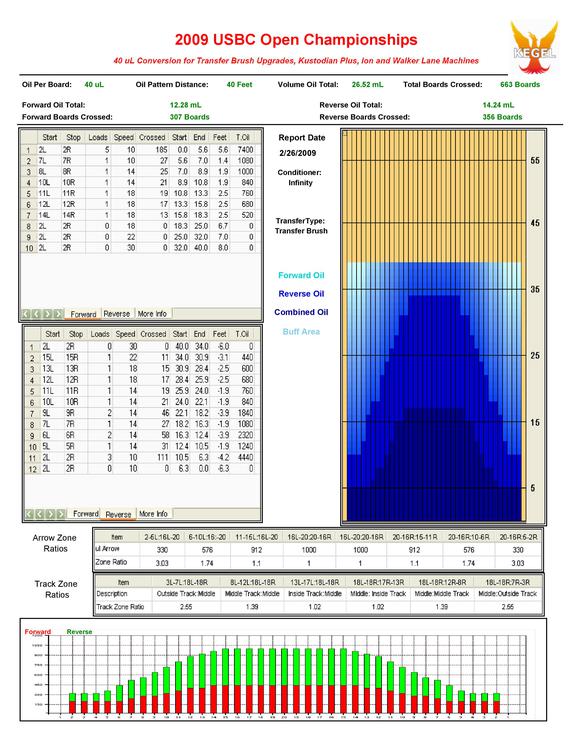 2009 USBC Open Championships
KEGEL
40 uL Conversion for Transfer Brush Upgrades, Kustodian Plus, Ion and Walker Lane Machines
Oil Per Board: 40 uL Oil Pattern Distance: 40 Feet Volume Oil Total: 26.52 mL Total Boards Crossed: 663 Boards
Forward Oil Total: 12.28 mL Reverse Oil Total: 14.24 mL
Forward Boards Crossed: 307 Boards Reverse Boards Crossed: 356 Boards
Start Stop Loads Speed Crossed Start End Feet T.Oil
1 2L 2R 5 10 185 0.0 5.6 5.6 7400
2 7L 7R 1 10 27 5.6 7.0 1.4 1080
3 8L 8R 1 14 25 7.0 8.9 1.9 1000
4 10L 10R 1 14 21 8.9 10.8 1.9 840
5 11L 11R 1 18 19 10.8 13.3 2.5 760
6 12L 12R 1 18 17 13.3 15.8 2.5 680
7 14L 14R 1 18 13 15.8 18.3 2.5 520
8 2L 2R 0 18 0 18.3 25.0 6.7 0
9 2L 2R 0 22 0 25.0 32.0 7.0 0
10 2L 2R 0 30 0 32.0 40.0 8.0 0
Forward Reverse More Info
Start Stop Loads Speed Crossed Start End Feet T.Oil
1 2L 2R 0 30 0 40.0 34.0 -6.0 0
2 15L 15R 1 22 11 34.0 30.9 -3.1 440
3 13L 13R 1 18 15 30.9 28.4 -2.5 600
4 12L 12R 1 18 17 28.4 25.9 -2.5 680
5 11L 11R 1 14 19 25.9 24.0 -1.9 760
6 10L 10R 1 14 21 24.0 22.1 -1.9 840
7 9L 9R 2 14 46 22.1 18.2 -3.9 1840
8 7L 7R 1 14 27 18.2 16.3 -1.9 1080
9 6L 6R 2 14 58 16.3 12.4 -3.9 2320
10 5L 5R 1 14 31 12.4 10.5 -1.9 1240
11 2L 2R 3 10 111 10.5 6.3 -4.2 4440
12 2L 2R 0 10 0 6.3 0.0 -6.3 0
Forward Reverse More Info
Report Date
2/26/2009
Conditioner:
Infinity
TransferType:
Transfer Brush
Forward Oil
Reverse Oil
Combined Oil
Buff Area
55
45
35
25
15
5
Arrow Zone Ratios
Item 2-5L:16L-20 6-10L:16-20 11-15L:16L-20 16L-20:20-16R 16L-20:20-16R 20-16R:15-11R 20-16R:10-6R 20-16R:5-2R
ul Arrow 330 576 912 1000 1000 912 576 330
Zone Ratio 3.03 1.74 1.1 1 1 1.1 1.74 3.03
Track Zone Ratios
Item 3L-7L:18L-18R 8L-12L:18L-18R 13L-17L:18L-18R 18L-18R:17R-13R 18L-18R:12R-8R 18L-18R:7R-3R
Description Outside Track:Middle Middle Track:Middle Inside Track:Middle Middle: Inside Track Middle:Middle Track Middle:Outside Track
Track Zone Ratio 2.55 1.39 1.02 1.02 1.39 2.55
Forward Reverse